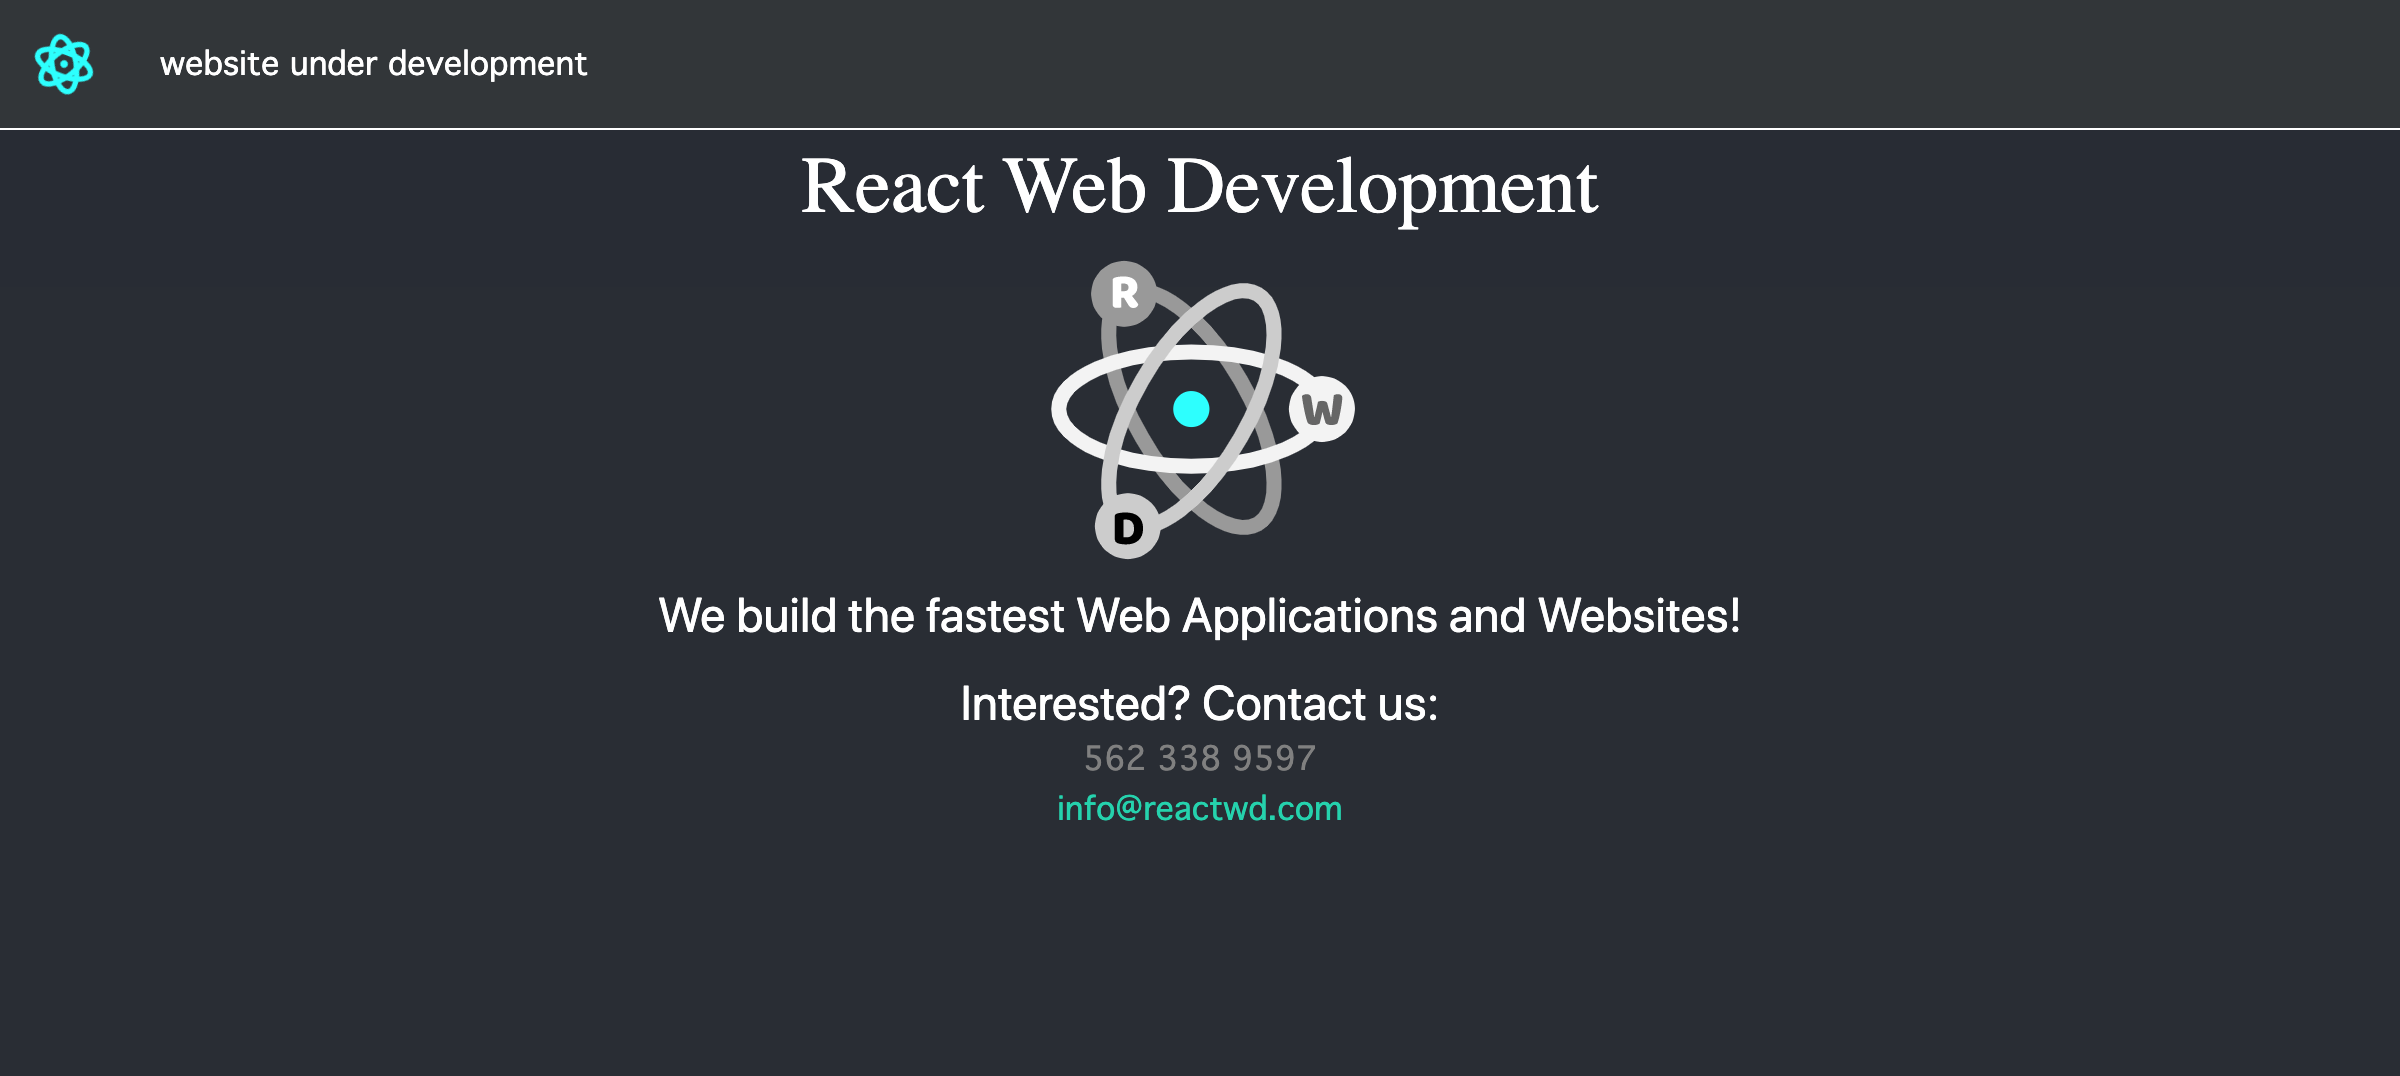 website under development
React Web Development
R
W
D
We build the fastest Web Applications and Websites!
Interested? Contact us:
562 338 9597
info@reactwd.com